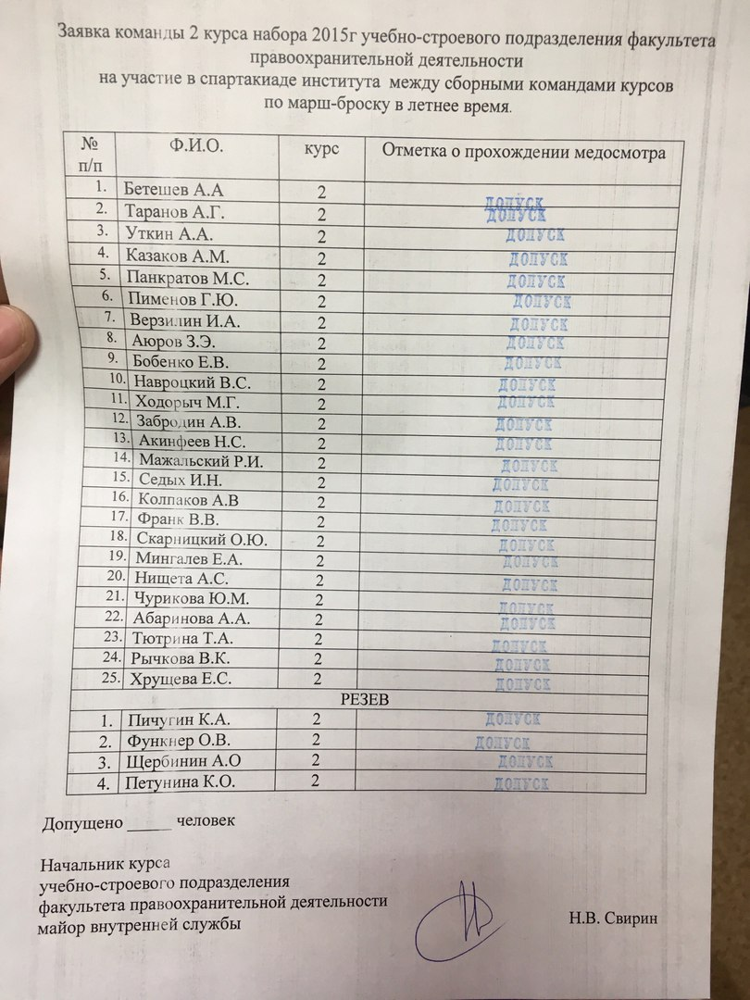 Заявка команды 2 курса набора 2015г учебно-строевого подразделения факультета
правоохранительной деятельности
на участие в спартакиаде института между сборными командами курсов
по марш-броску в летнее время.
№ п/п Ф.И.О. курс Отметка о прохождении медосмотра
1. Бетешев А.А 2 ДОПУСК
2. Таранов А.Г. 2 ДОПУСК
3. Уткин А.А. 2 ДОПУСК
4. Казаков А.М. 2 ДОПУСК
5. Панкратов М.С. 2 ДОПУСК
6. Пименов Г.Ю. 2 ДОПУСК
7. Верзилин И.А. 2 ДОПУСК
8. Аюров З.Э. 2 ДОПУСК
9. Бобенко Е.В. 2 ДОПУСК
10. Навроцкий В.С. 2 ДОПУСК
11. Ходорыч М.Г. 2 ДОПУСК
12. Забродин А.В. 2 ДОПУСК
13. Акинфеев Н.С. 2 ДОПУСК
14. Мажальский Р.И. 2 ДОПУСК
15. Седых И.Н. 2 ДОПУСК
16. Колпаков А.В 2 ДОПУСК
17. Франк В.В. 2 ДОПУСК
18. Скарницкий О.Ю. 2 ДОПУСК
19. Мингалев Е.А. 2 ДОПУСК
20. Нищета А.С. 2 ДОПУСК
21. Чурикова Ю.М. 2 ДОПУСК
22. Абаринова А.А. 2 ДОПУСК
23. Тютрина Т.А. 2 ДОПУСК
24. Рычкова В.К. 2 ДОПУСК
25. Хрущева Е.С. 2 ДОПУСК
РЕЗЕВ
1. Пичугин К.А. 2 ДОПУСК
2. Функнер О.В. 2 ДОПУСК
3. Щербинин А.О 2 ДОПУСК
4. Петунина К.О. 2 ДОПУСК
Допущено _____ человек
Начальник курса
учебно-строевого подразделения
факультета правоохранительной деятельности
майор внутренней службы Н.В. Свирин